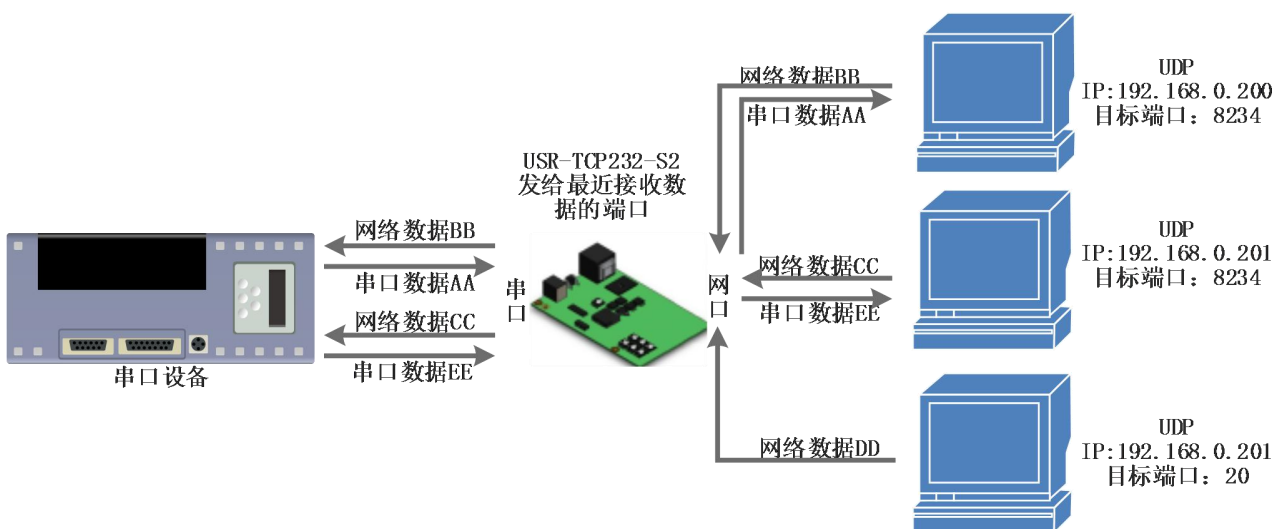 网络数据BB
串口数据AA
UDP
IP:192.168.0.200
目标端口：8234
USR-TCP232-S2
发给最近接收数
据的端口
网络数据BB
串口数据AA
网络数据CC
串口数据EE
串口设备
串口
网口
网络数据CC
串口数据EE
UDP
IP:192.168.0.201
目标端口：8234
网络数据DD
UDP
IP:192.168.0.201
目标端口：20